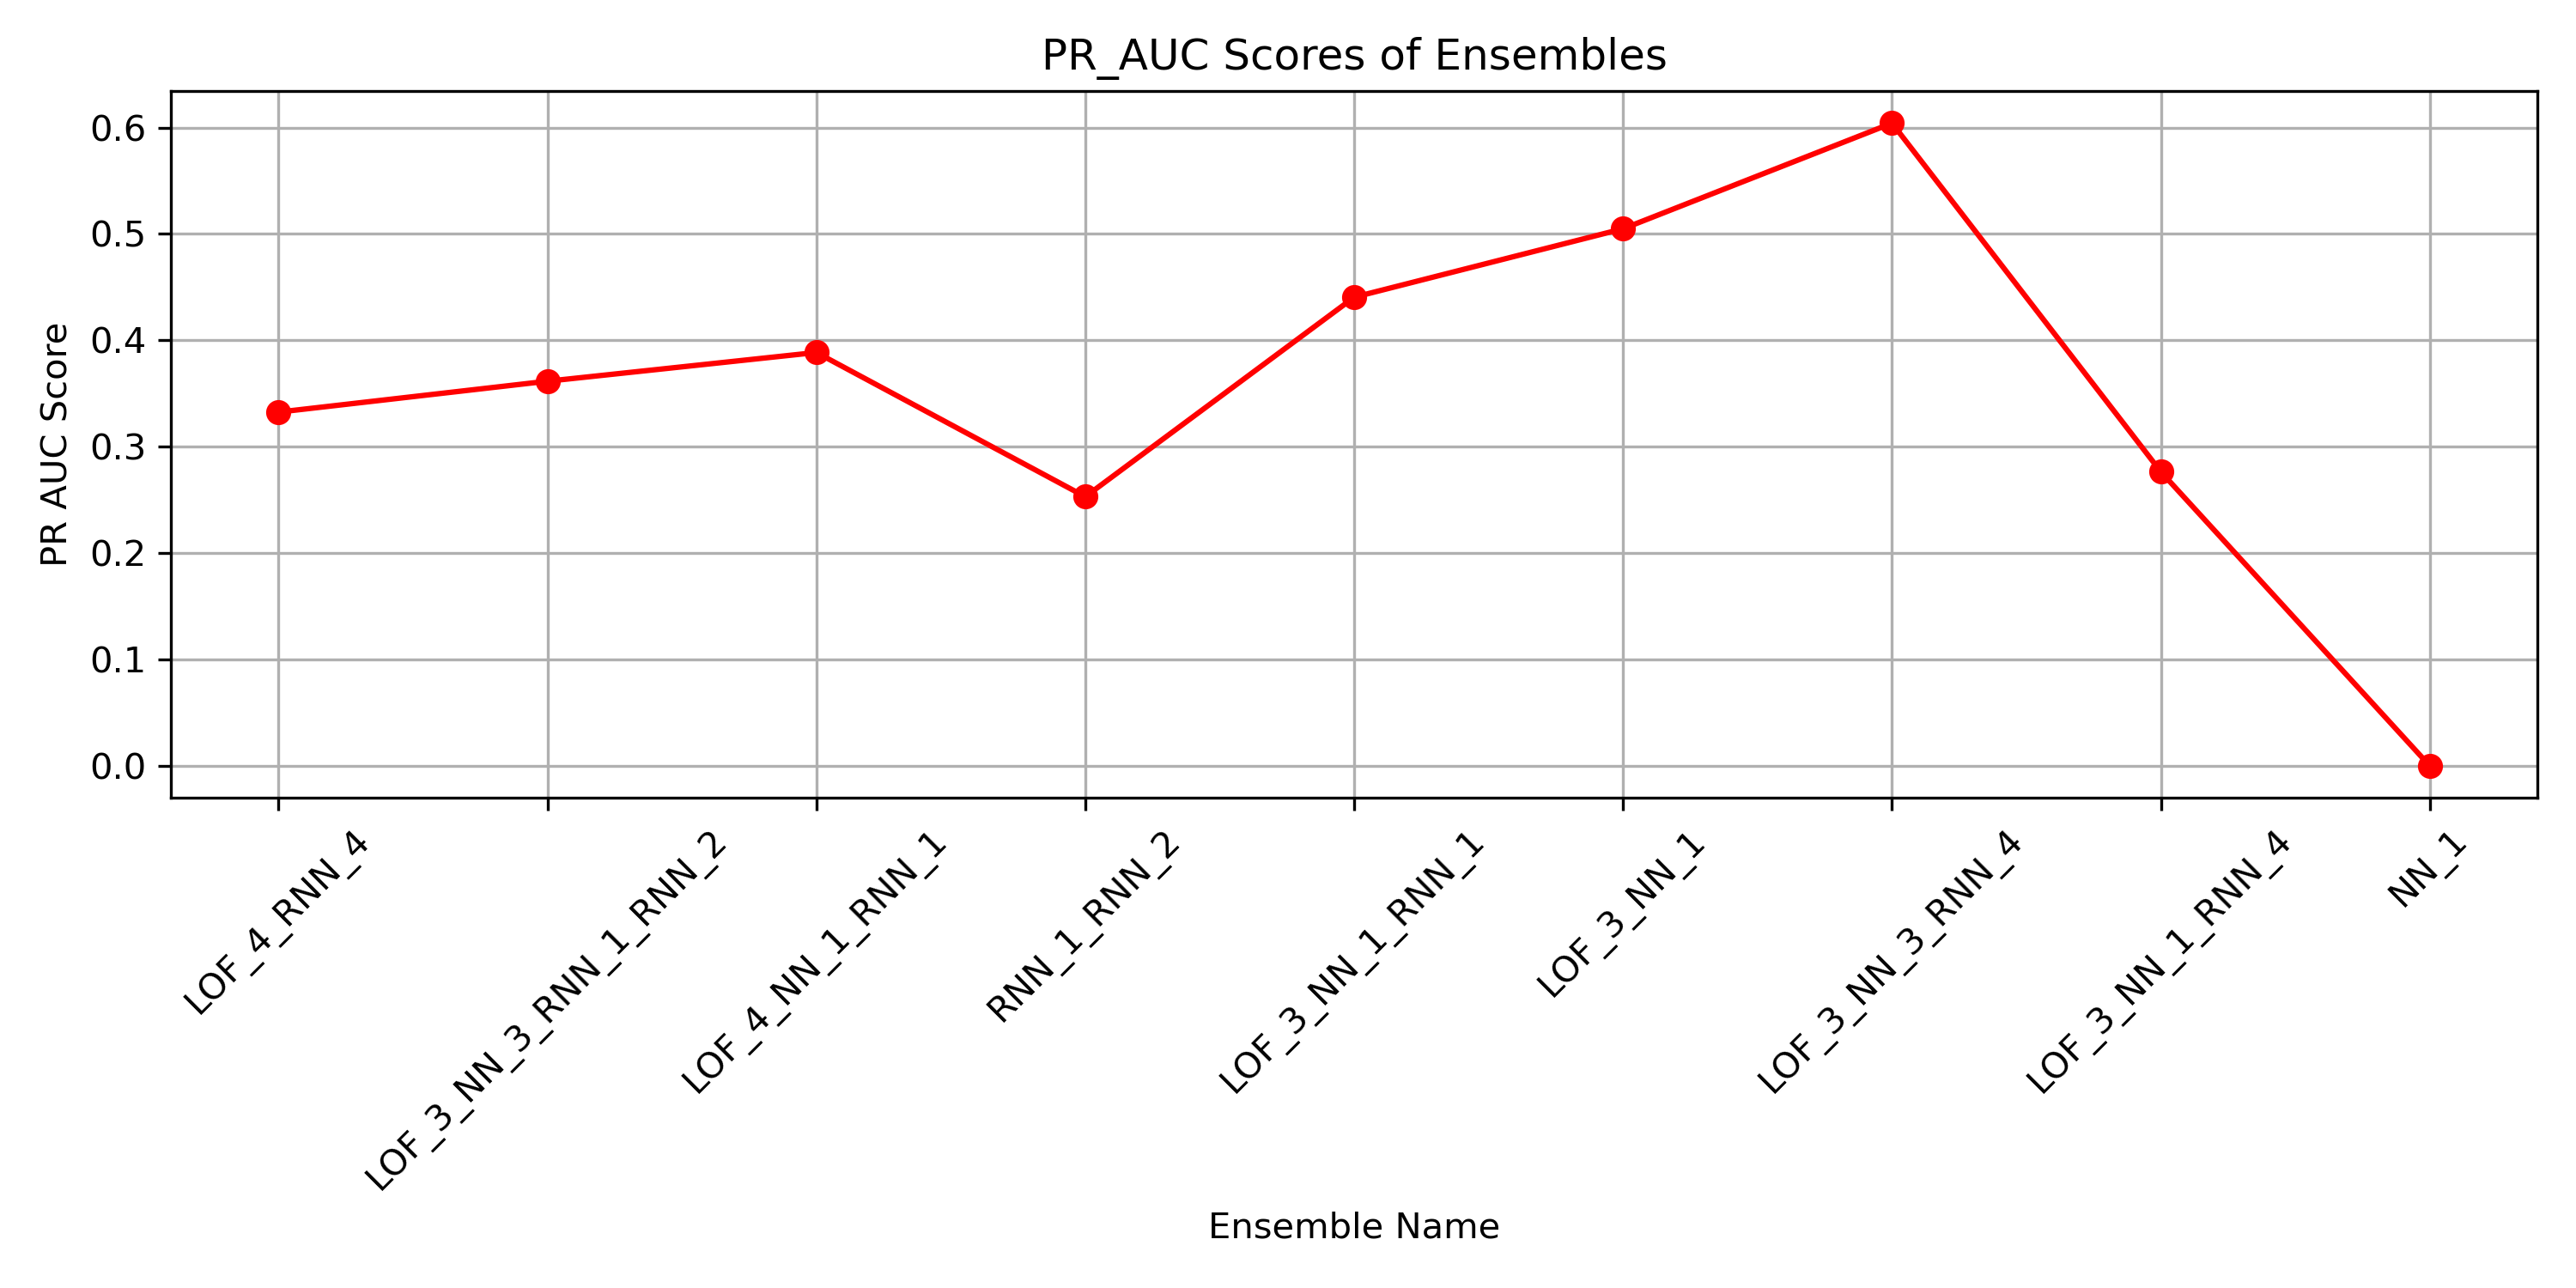 PR_AUC Scores of Ensembles
PR AUC Score
0.6
0.5
0.4
0.3
0.2
0.1
0.0
LOF_4_RNN_4
LOF_3_NN_3_RNN_1_RNN_2
LOF_4_NN_1_RNN_1
RNN_1_RNN_2
LOF_3_NN_1_RNN_1
LOF_3_NN_1
LOF_3_NN_3_RNN_4
LOF_3_NN_1_RNN_4
NN_1
Ensemble Name